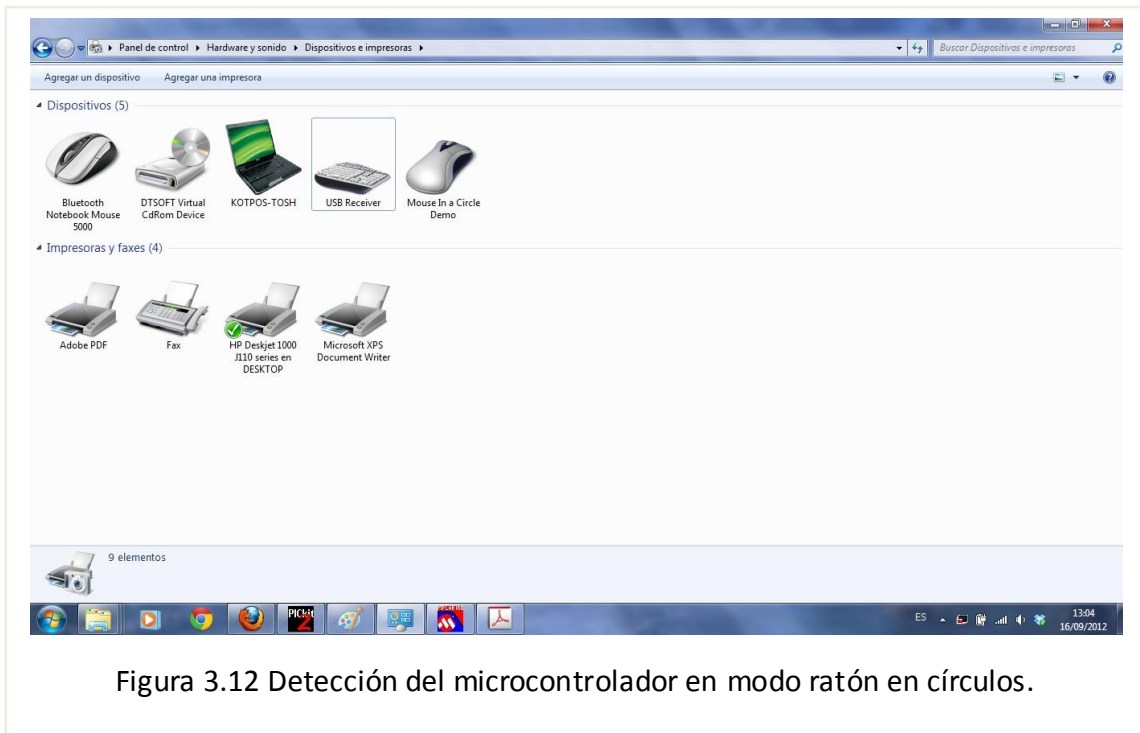 Panel de control ▸ Hardware y sonido ▸ Dispositivos e impresoras ▸
Buscar Dispositivos e impresoras
Agregar un dispositivo Agregar una impresora
Dispositivos (5)
Bluetooth
Notebook Mouse
5000
DTSOFT Virtual
CdRom Device
KOTPOS-TOSH
USB Receiver
Mouse In a Circle
Demo
Impresoras y faxes (4)
Adobe PDF
Fax
HP Deskjet 1000
J110 series en
DESKTOP
Microsoft XPS
Document Writer
9 elementos
PICkit
2
ES
13:04
16/09/2012
Figura 3.12 Detección del microcontrolador en modo ratón en círculos.